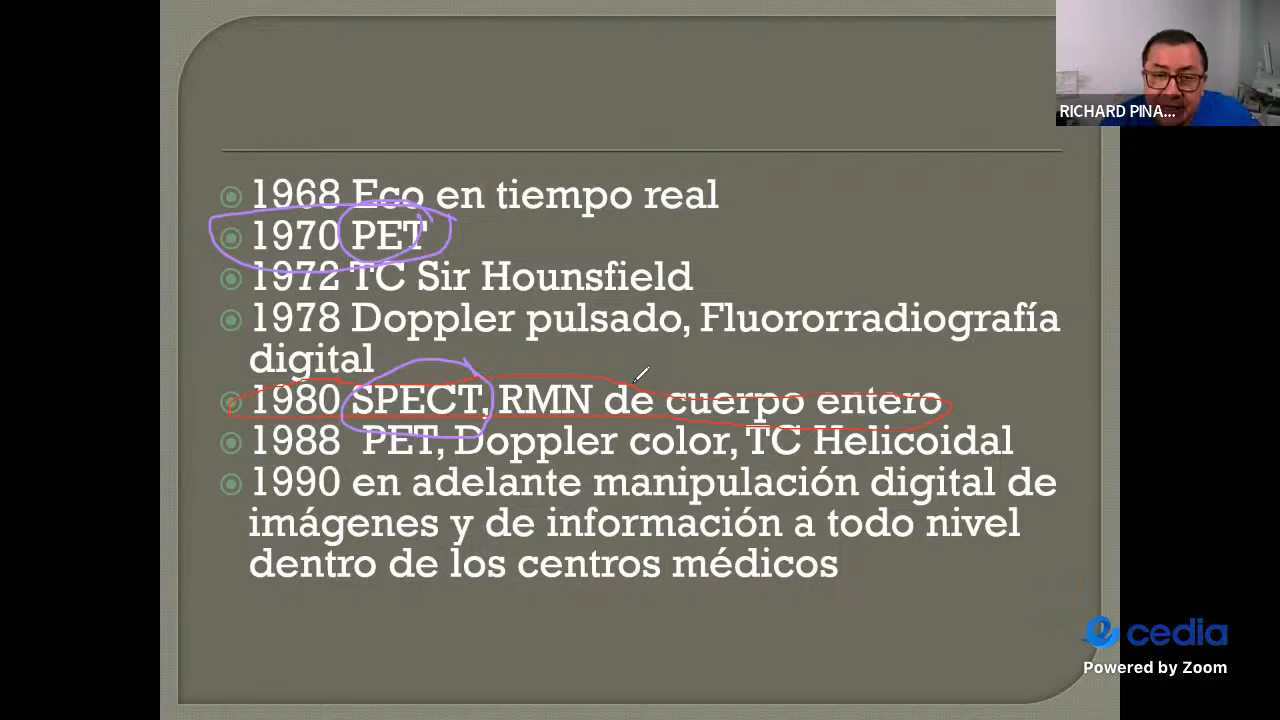 RICHARD PINA...
1968 Eco en tiempo real
1970 PET
1972 TC Sir Hounsfield
1978 Doppler pulsado, Fluororradiografía
digital
1980 SPECT, RMN de cuerpo entero
1988 PET, Doppler color, TC Helicoidal
1990 en adelante manipulación digital de
imágenes y de información a todo nivel
dentro de los centros médicos
cedia
Powered by Zoom